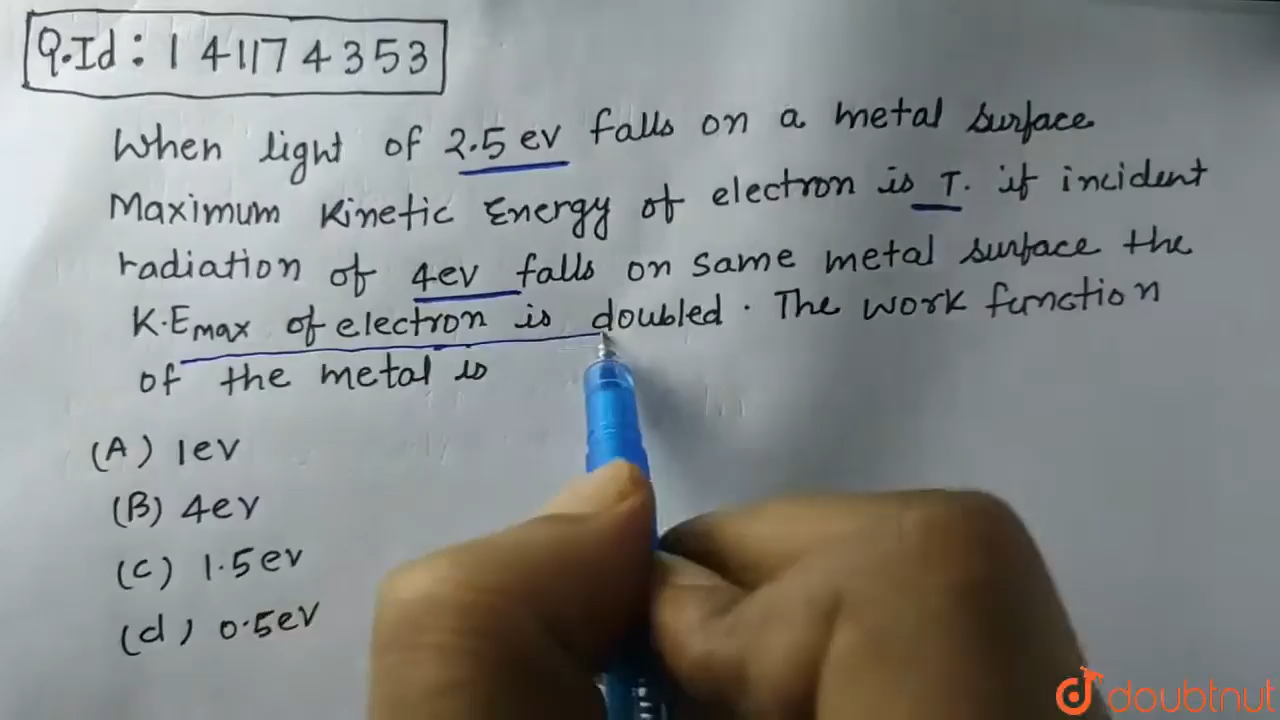 Q.Id : 141174353
When light of 2.5 ev falls on a metal surface
Maximum Kinetic Energy of electron is T. if incident
radiation of 4ev falls on same metal surface the
K.Emax of electron is doubled. The work function
of the metal is
(A) 1ev
(B) 4ev
(C) 1.5ev
(d) 0.5ev
doubtnut